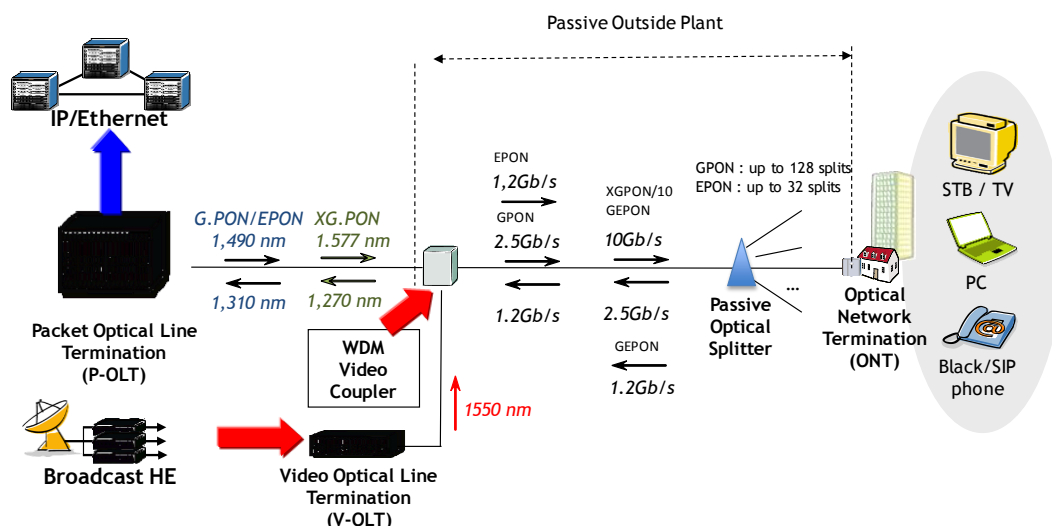 Passive Outside Plant
IP/Ethernet
EPON
1,2Gb/s
GPON
2.5Gb/s
XGPON/10
GEPON
10Gb/s
GPON : up to 128 splits
EPON : up to 32 splits
STB / TV
G.PON/EPON
1,490 nm
XG.PON
1.577 nm
1,310 nm
1,270 nm
1.2Gb/s
2.5Gb/s
GEPON
1.2Gb/s
...
Passive
Optical
Splitter
Optical
Network
Termination
(ONT)
PC
Black/SIP
phone
Packet Optical Line
Termination
(P-OLT)
WDM
Video
Coupler
1550 nm
Broadcast HE
Video Optical Line
Termination
(V-OLT)